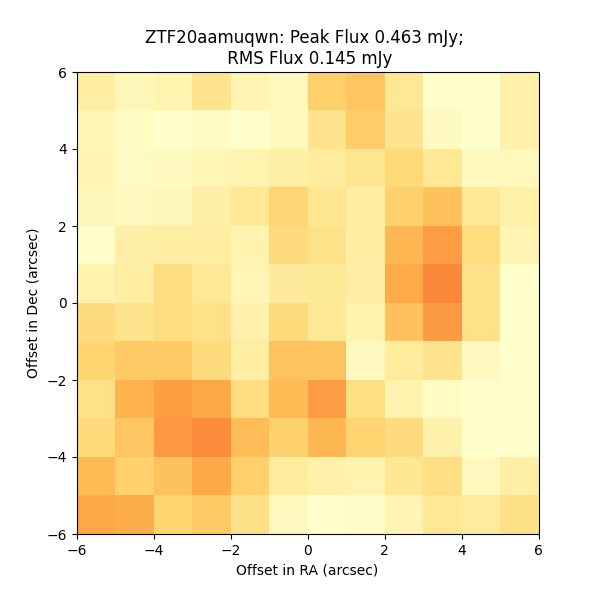 ZTF20aamuqwn: Peak Flux 0.463 mJy;
RMS Flux 0.145 mJy
6
4
2
0
−2
−4
−6
Offset in Dec (arcsec)
−6 −4 −2 0 2 4 6
Offset in RA (arcsec)